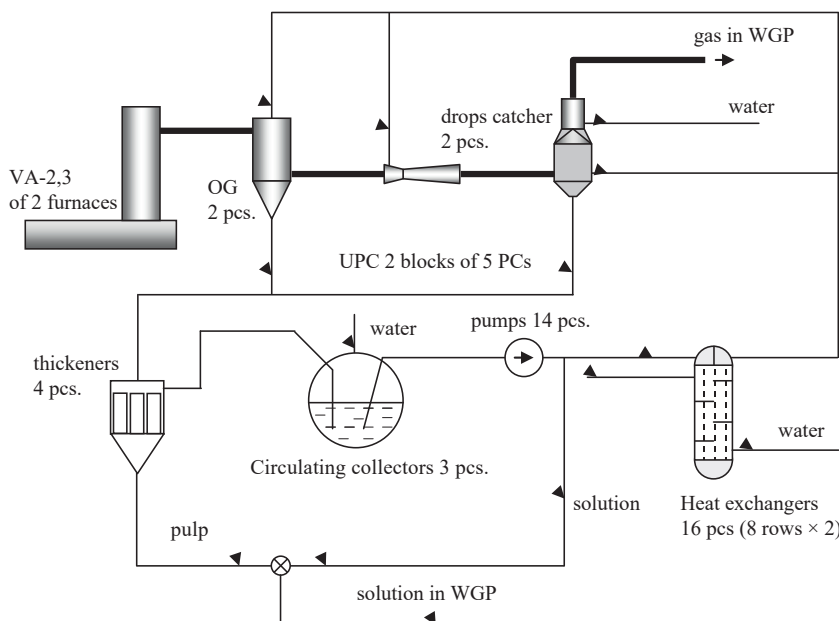 gas in WGP
drops catcher
2 pcs.
water
VA-2,3
of 2 furnaces
OG
2 pcs.
UPC 2 blocks of 5 PCs
water
pumps 14 pcs.
thickeners
4 pcs.
water
Circulating collectors 3 pcs.
solution
Heat exchangers
16 pcs (8 rows × 2)
pulp
solution in WGP